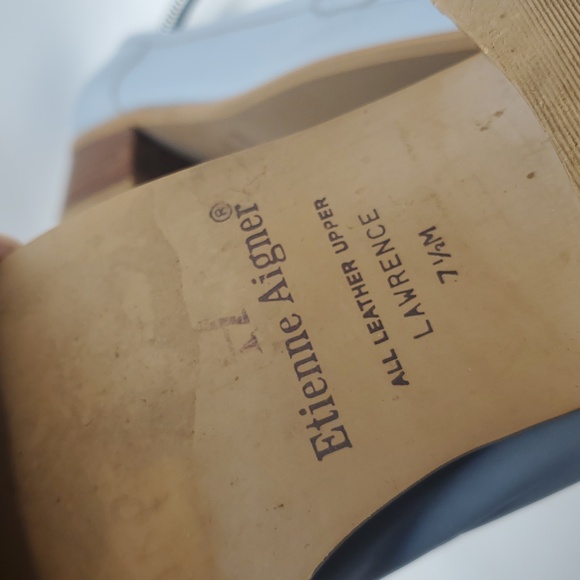 Etienne Aigner®
ALL LEATHER UPPER
LAWRENCE
7½M